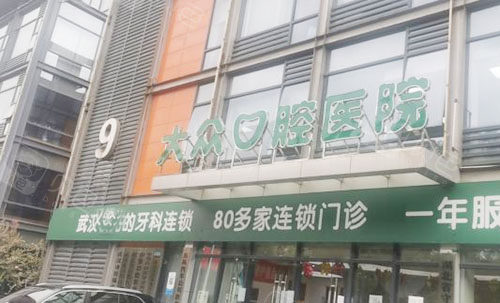 9
大众口腔医院
武汉 的牙科连锁 80多家连锁门诊 一年服